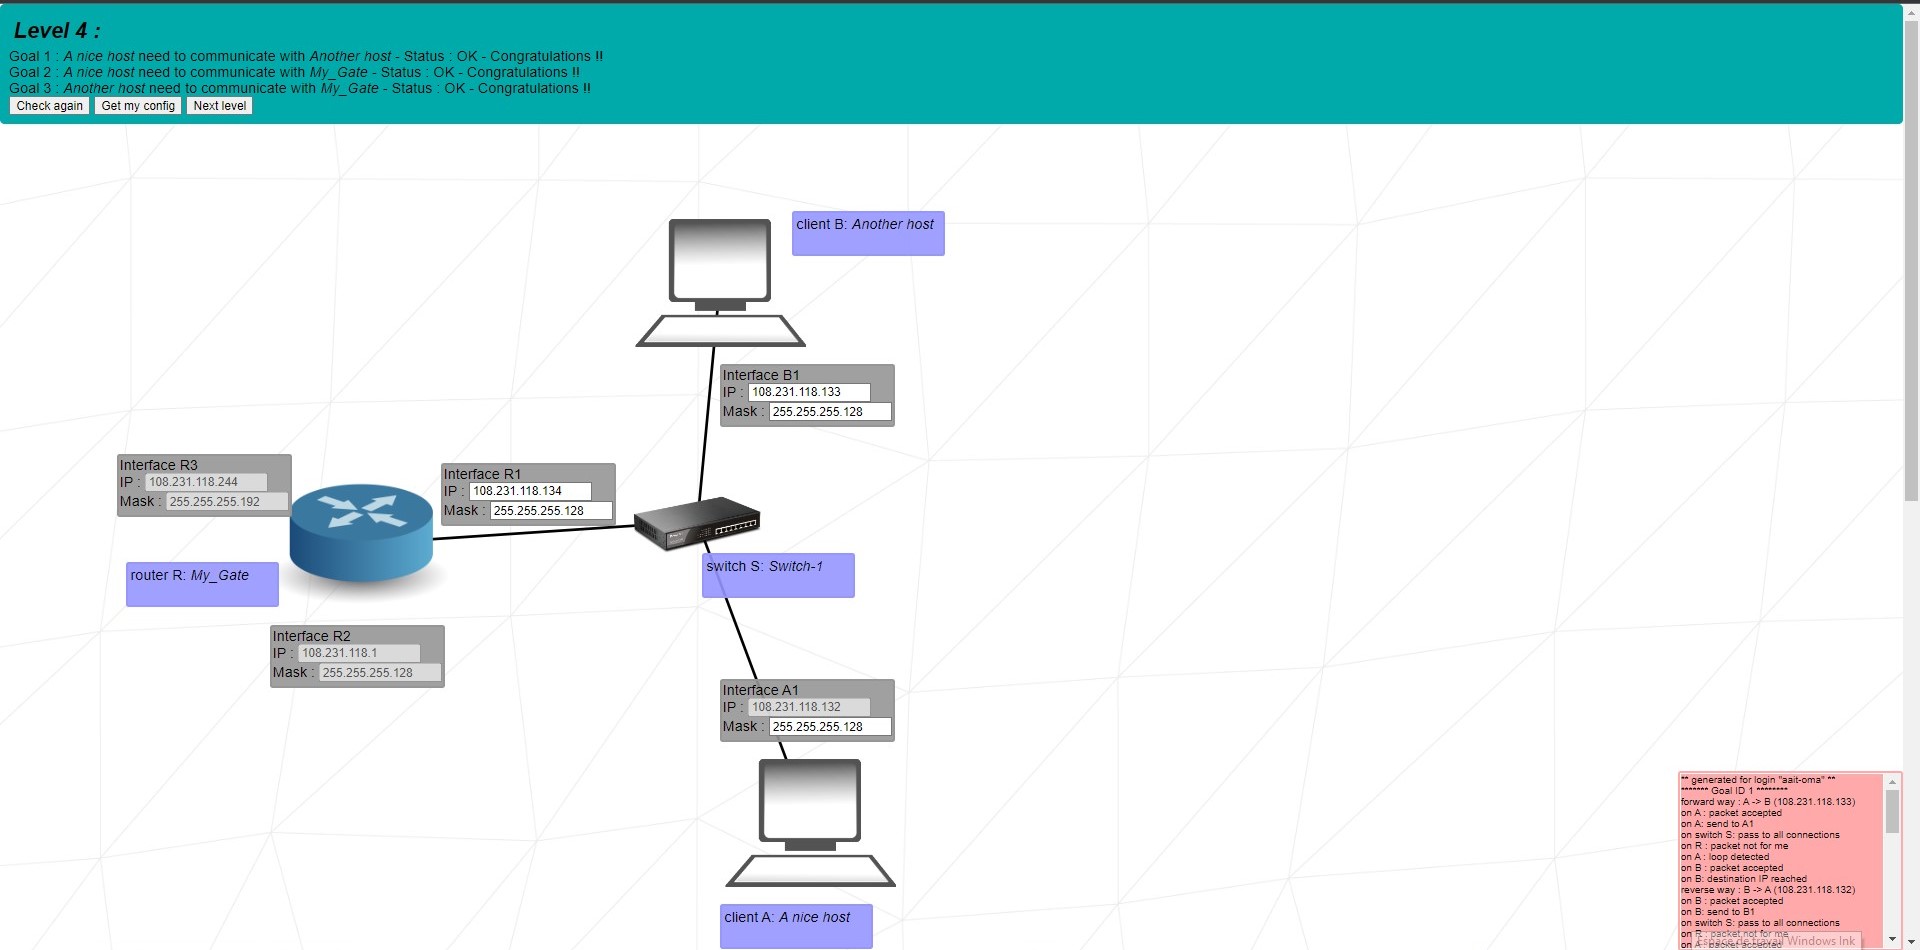 Level 4 :
Goal 1 : A nice host need to communicate with Another host - Status : OK - Congratulations !!
Goal 2 : A nice host need to communicate with My_Gate - Status : OK - Congratulations !!
Goal 3 : Another host need to communicate with My_Gate - Status : OK - Congratulations !!
Check again Get my config Next level
client B: Another host
Interface B1
IP : 108.231.118.133
Mask : 255.255.255.128
Interface R3
IP : 108.231.118.244
Mask : 255.255.255.192
Interface R1
IP : 108.231.118.134
Mask : 255.255.255.128
router R: My_Gate
switch S: Switch-1
Interface R2
IP : 108.231.118.1
Mask : 255.255.255.128
Interface A1
IP : 108.231.118.132
Mask : 255.255.255.128
client A: A nice host
** generated for login "aait-oma" **
******* Goal ID 1 ********
forward way : A -> B (108.231.118.133)
on A : packet accepted
on A: send to A1
on switch S: pass to all connections
on R : packet not for me
on A : loop detected
on B : packet accepted
on B: destination IP reached
reverse way : B -> A (108.231.118.132)
on B : packet accepted
on B: send to B1
on switch S: pass to all connections
on R : packet not for me
on A : packet accepted
Espace de travail Windows Ink